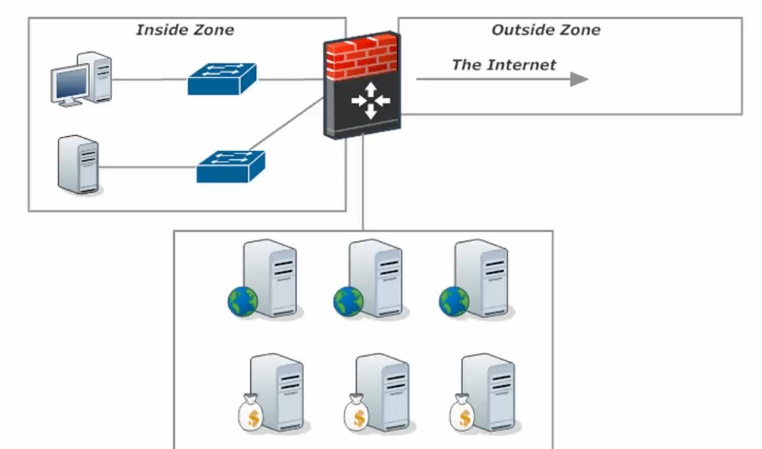 Inside Zone
Outside Zone
The Internet
$
$
$